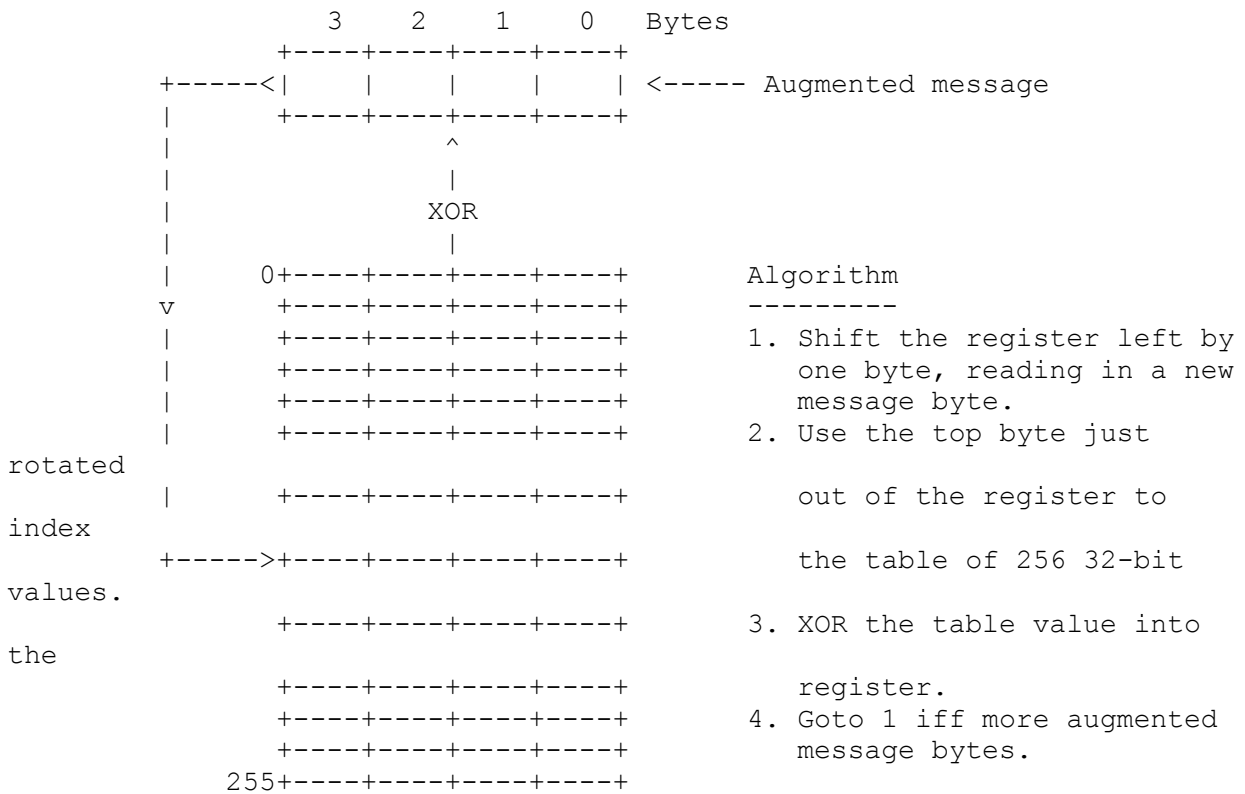 3    2    1    0   Bytes
          +----+----+----+----+
   +-----<|    |    |    |    | <----- Augmented message
   |      +----+----+----+----+
   |                ^
   |                |
   |               XOR
   |                |
   |     0+----+----+----+----+       Algorithm
   v      +----+----+----+----+       ---------
   |      +----+----+----+----+       1. Shift the register left by
   |      +----+----+----+----+          one byte, reading in a new
   |      +----+----+----+----+          message byte.
   |      +----+----+----+----+       2. Use the top byte just
rotated
   |      +----+----+----+----+          out of the register to
index
   +----->+----+----+----+----+          the table of 256 32-bit
values.
          +----+----+----+----+       3. XOR the table value into
the
          +----+----+----+----+          register.
          +----+----+----+----+       4. Goto 1 iff more augmented
          +----+----+----+----+          message bytes.
       255+----+----+----+----+